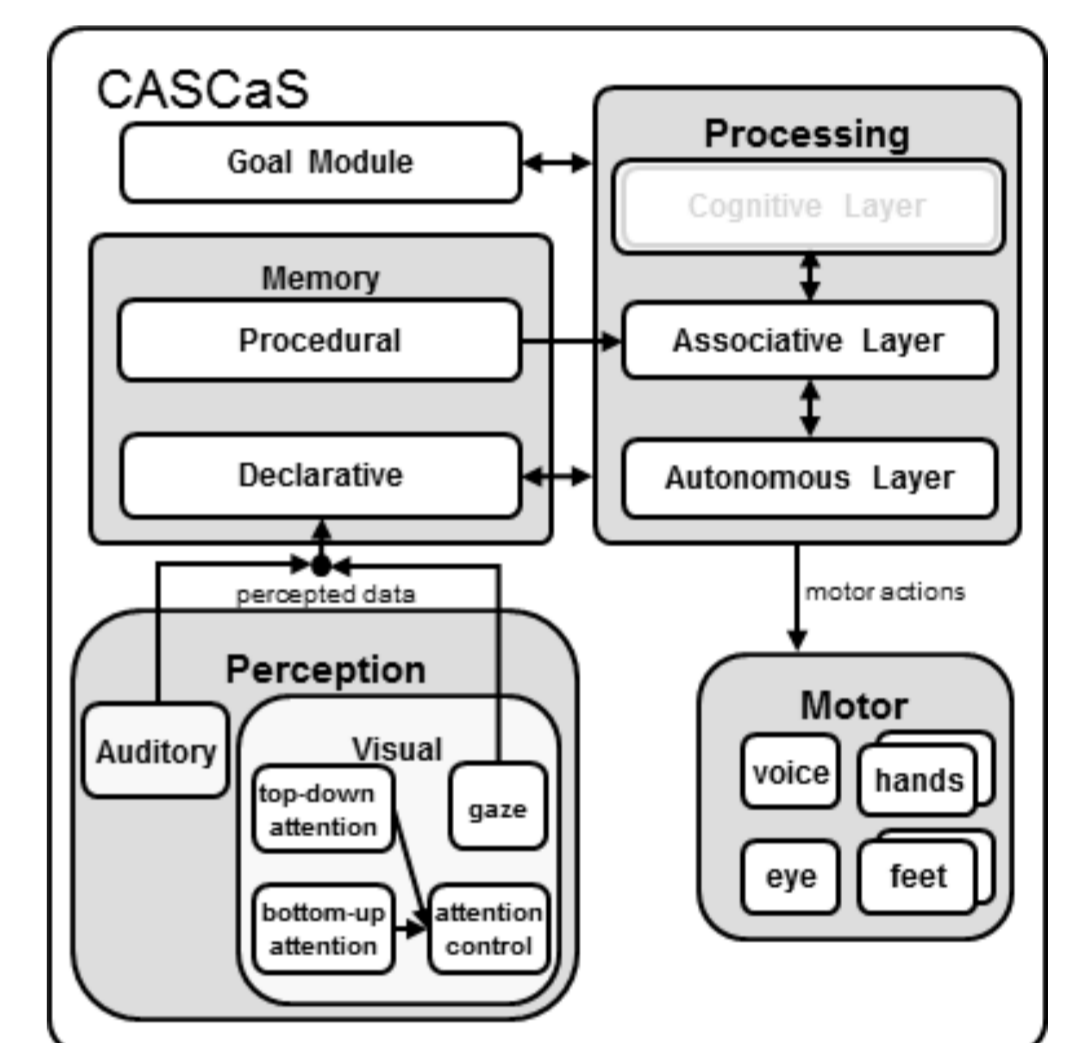 CASCaS
Goal Module
Processing
Cognitive Layer
Memory
Procedural
Associative Layer
Declarative
Autonomous Layer
percepted data
motor actions
Perception
Auditory
Visual
top-down
attention
gaze
bottom-up
attention
attention
control
Motor
voice
hands
eye
feet